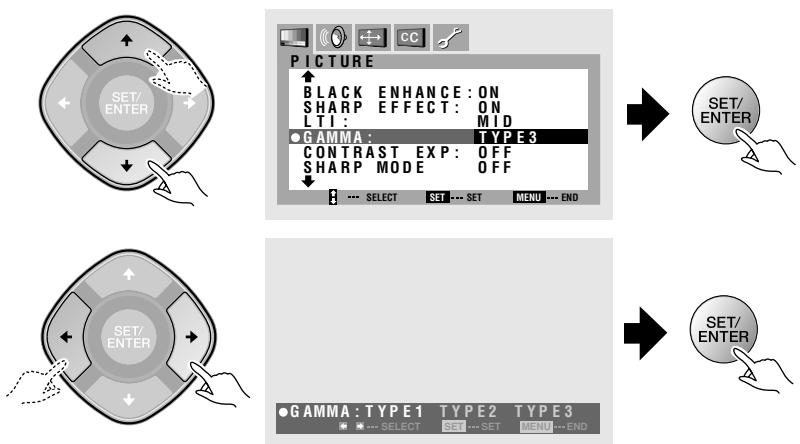 SET/
ENTER
CC
PICTURE
BLACK ENHANCE: ON
SHARP EFFECT: ON
LTI: MID
●GAMMA: TYPE3
CONTRAST EXP: OFF
SHARP MODE OFF
--- SELECT SET --- SET MENU --- END
SET/
ENTER
SET/
ENTER
●GAMMA:TYPE1 TYPE2 TYPE3
--- SELECT SET --- SET MENU --- END
SET/
ENTER